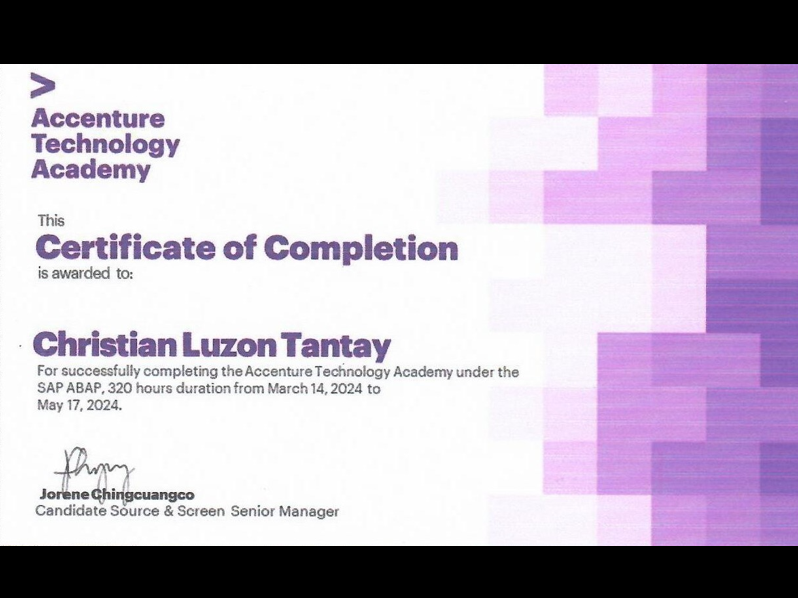 >
Accenture
Technology
Academy
This
Certificate of Completion
is awarded to:
Christian Luzon Tantay
For successfully completing the Accenture Technology Academy under the
SAP ABAP, 320 hours duration from March 14, 2024 to
May 17, 2024.
Jorene Chingcuangco
Candidate Source & Screen Senior Manager